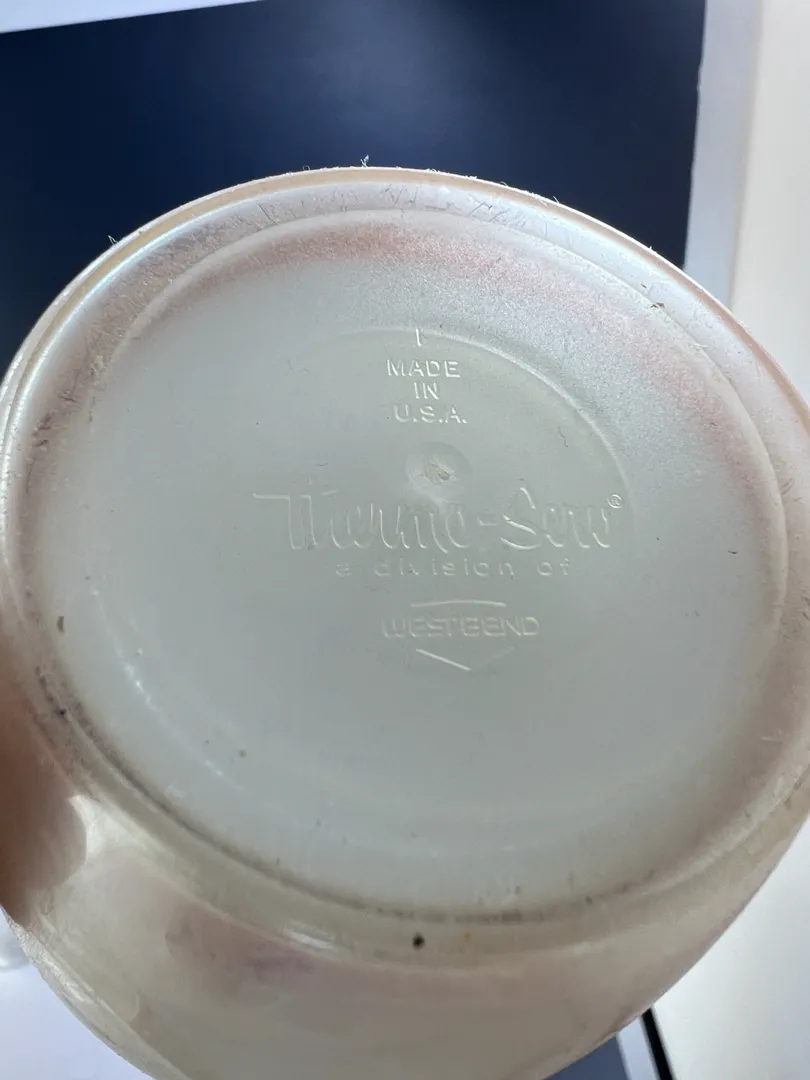 1
MADE
IN
U.S.A.
Thermo-Serv®
a division of
WESTBEND